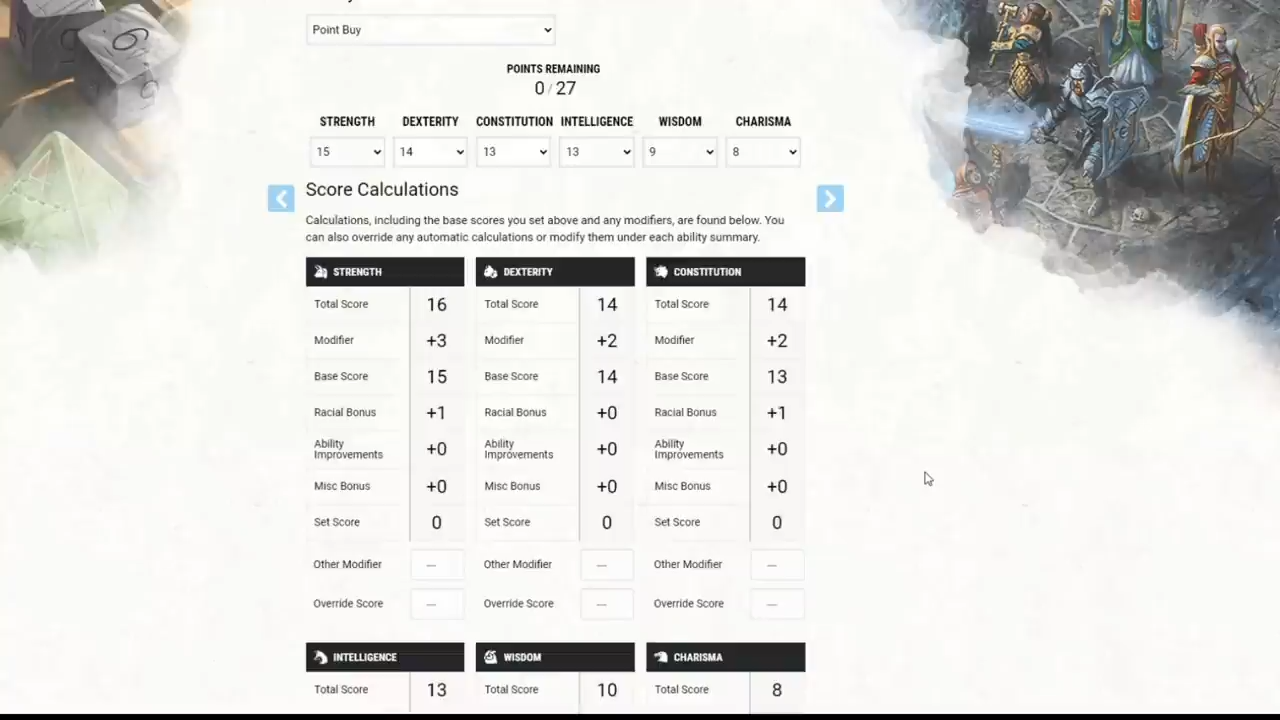 Point Buy
POINTS REMAINING
0 / 27
STRENGTH DEXTERITY CONSTITUTION INTELLIGENCE WISDOM CHARISMA
15 14 13 13 9 8
Score Calculations
Calculations, including the base scores you set above and any modifiers, are found below. You
can also override any automatic calculations or modify them under each ability summary.
STRENGTH DEXTERITY CONSTITUTION
Total Score 16 Total Score 14 Total Score 14
Modifier +3 Modifier +2 Modifier +2
Base Score 15 Base Score 14 Base Score 13
Racial Bonus +1 Racial Bonus +0 Racial Bonus +1
Ability Improvements +0 Ability Improvements +0 Ability Improvements +0
Misc Bonus +0 Misc Bonus +0 Misc Bonus +0
Set Score 0 Set Score 0 Set Score 0
Other Modifier -- Other Modifier -- Other Modifier --
Override Score -- Override Score -- Override Score --
INTELLIGENCE WISDOM CHARISMA
Total Score 13 Total Score 10 Total Score 8